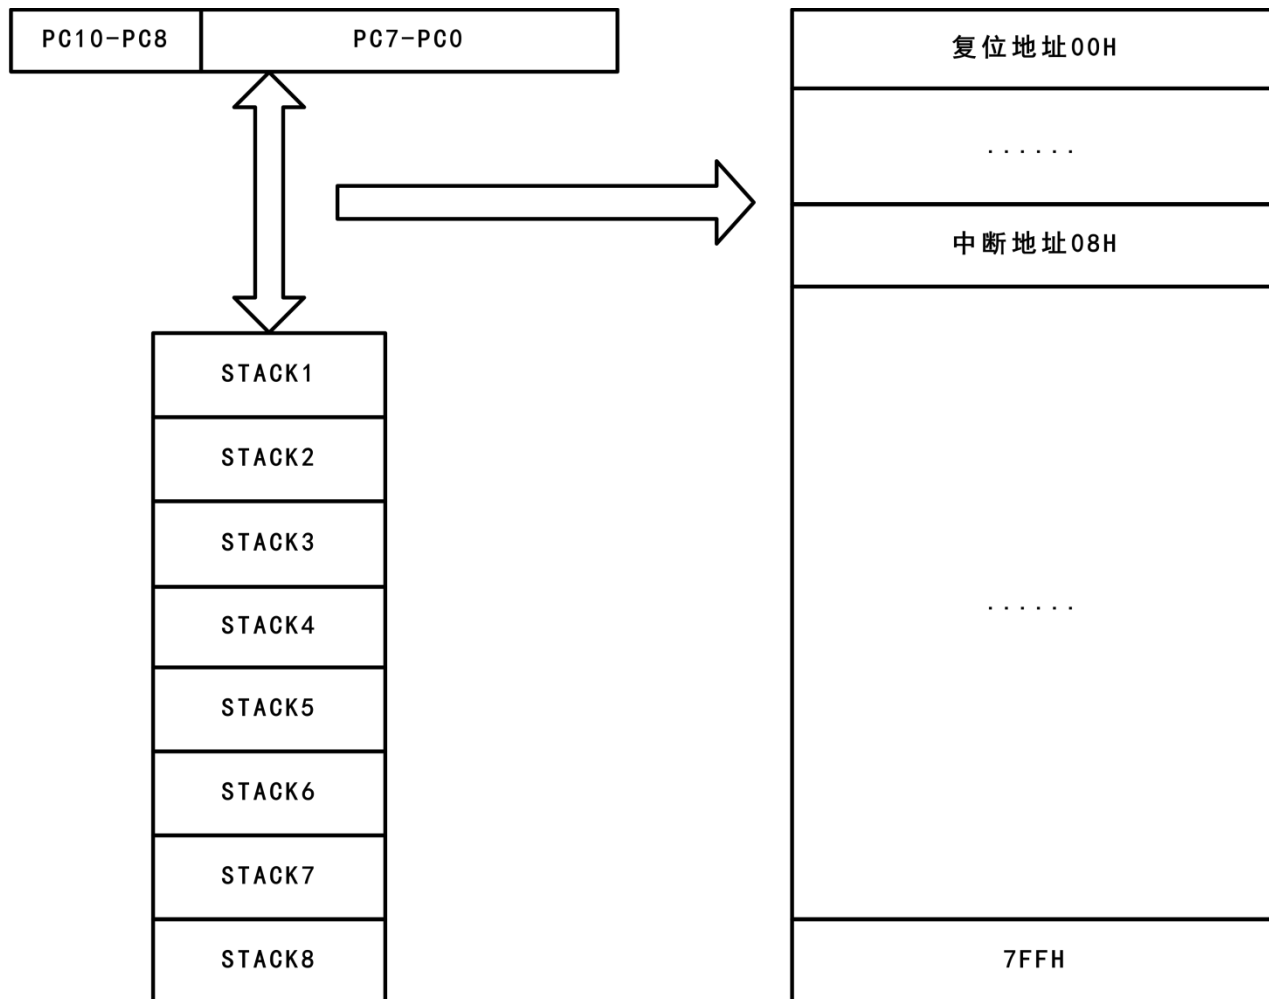 PC10-PC8
PC7-PC0
STACK1
STACK2
STACK3
STACK4
STACK5
STACK6
STACK7
STACK8
复位地址00H
......
中断地址08H
......
7FFH